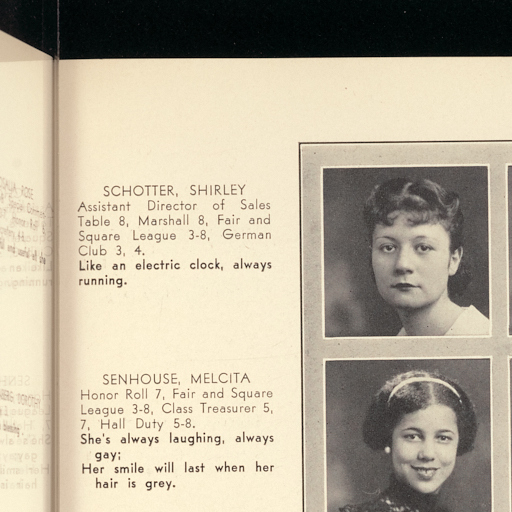 SCHOTTER, SHIRLEY
Assistant Director of Sales
Table 8, Marshall 8, Fair and
Square League 3-8, German
Club 3, 4.
Like an electric clock, always
running.
SENHOUSE, MELCITA
Honor Roll 7, Fair and Square
League 3-8, Class Treasurer 5,
7, Hall Duty 5-8.
She's always laughing, always
gay;
Her smile will last when her
hair is grey.